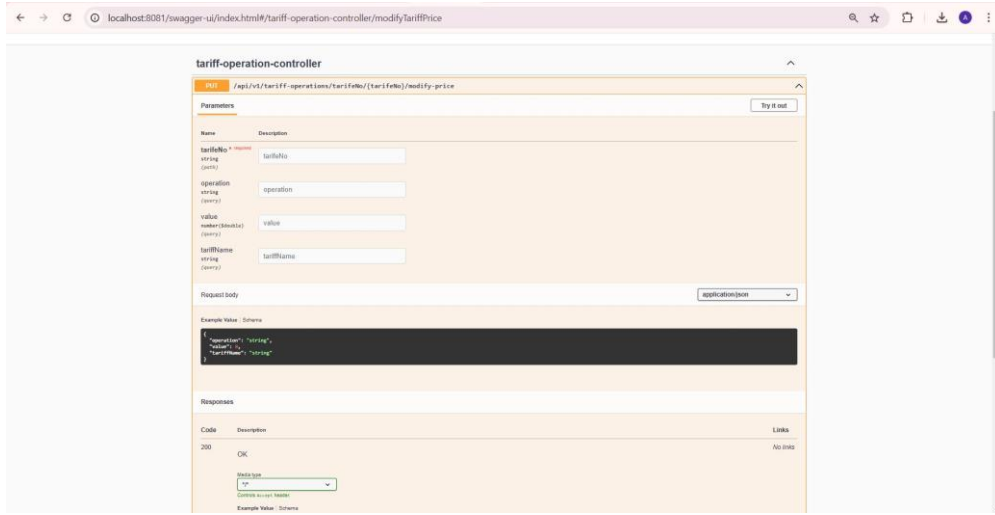 localhost:8081/swagger-ui/index.html#/tariff-operation-controller/modifyTariffPrice
A
tariff-operation-controller
PUT /api/v1/tariff-operations/tarifeNo/{tarifeNo}/modify-price
Parameters Try it out
Name Description
tarifeNo * required
string
(path)
tarifeNo
operation
string
(query)
operation
value
number($double)
(query)
value
tariffName
string
(query)
tariffName
Request body application/json
Example Value Schema
{
"operation": "string",
"value": 0,
"tariffName": "string"
}
Responses
Code Description Links
200 OK No links
Media type
*/*
Controls Accept header.
Example Value Schema